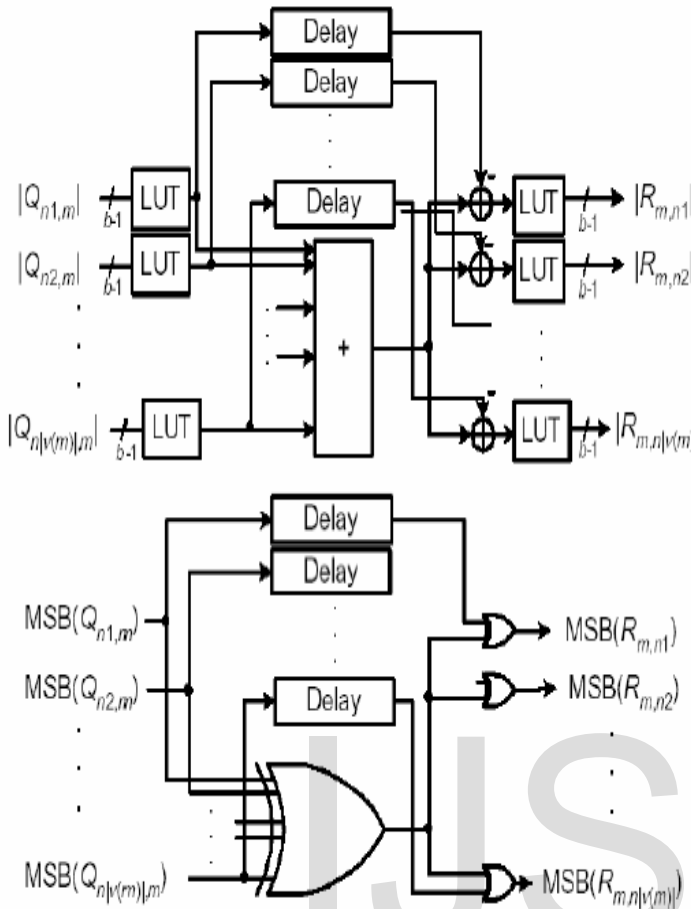 Delay
Delay
Delay
|Q_{n1,m}| b-1 LUT
LUT b-1 |R_{m,n1}|
|Q_{n2,m}| b-1 LUT
LUT b-1 |R_{m,n2}|
+
|Q_{n|v(m)|,m}| b-1 LUT
LUT b-1 |R_{m,n|v(m)
-
-
-
Delay
Delay
Delay
MSB(Q_{n1,m})
MSB(R_{m,n1})
MSB(Q_{n2,m})
MSB(R_{m,n2})
MSB(Q_{n|v(m)|,m})
MSB(R_{m,n|v(m)|})
IJS